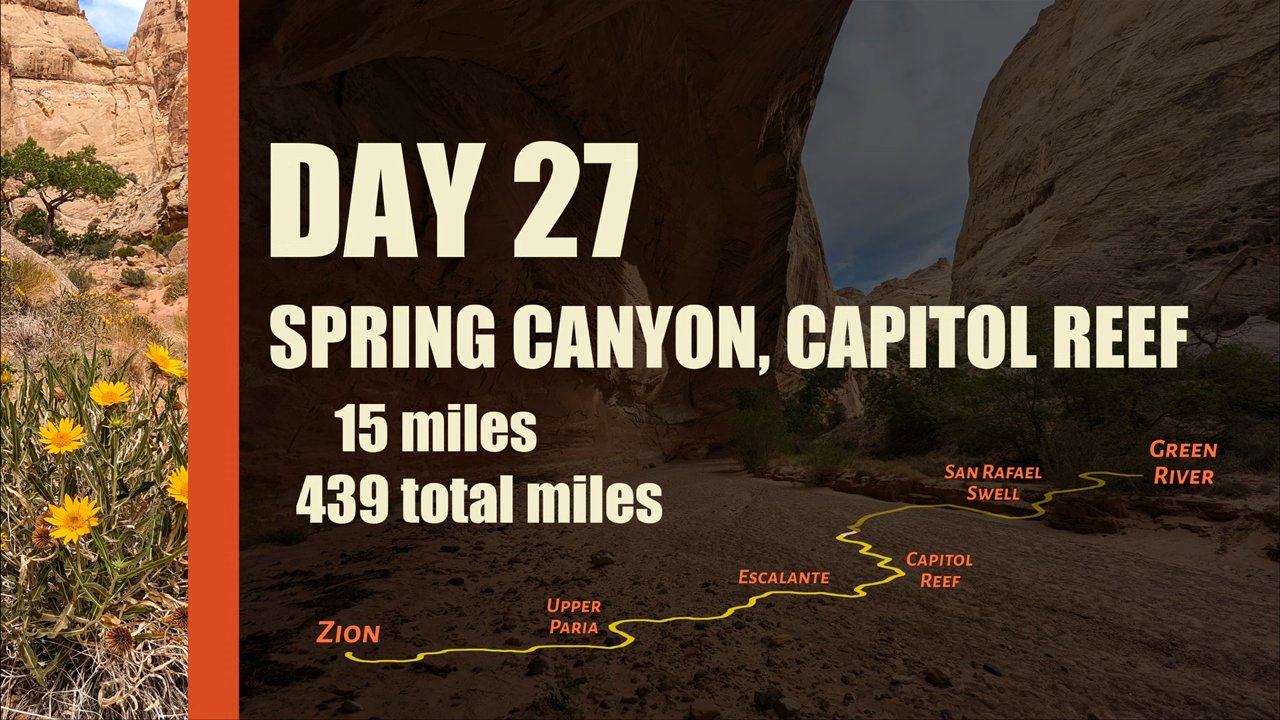 DAY 27
SPRING CANYON, CAPITOL REEF
15 miles
439 total miles
GREEN
RIVER
SAN RAFAEL
SWELL
CAPITOL
REEF
ESCALANTE
UPPER
PARIA
ZION